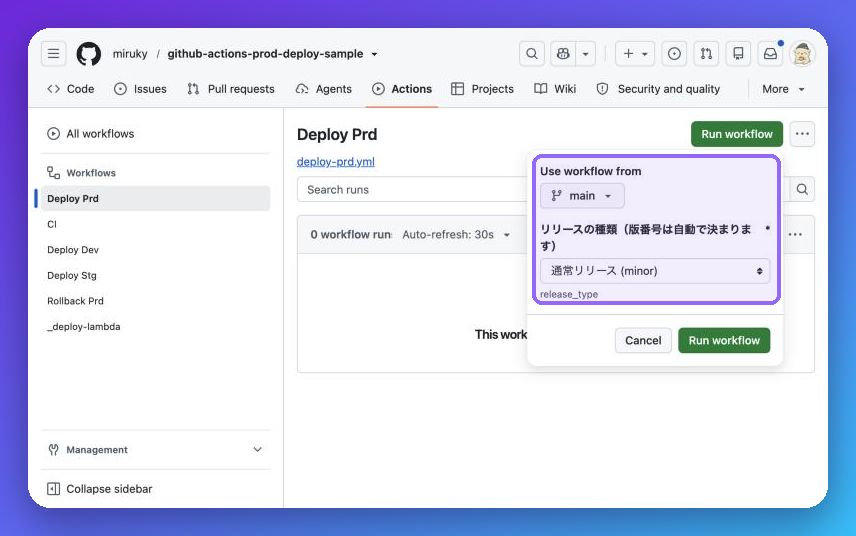 miruky / github-actions-prod-deploy-sample
Code Issues Pull requests Agents Actions Projects Wiki Security and quality More
All workflows
Workflows
Deploy Prd
CI
Deploy Dev
Deploy Stg
Rollback Prd
_deploy-lambda
Management
Collapse sidebar
Deploy Prd
Run workflow
deploy-prd.yml
Search runs
0 workflow run Auto-refresh: 30s
This work
Use workflow from
main
リリースの種類（版番号は自動で決まりま *
す）
通常リリース (minor)
release_type
Cancel Run workflow